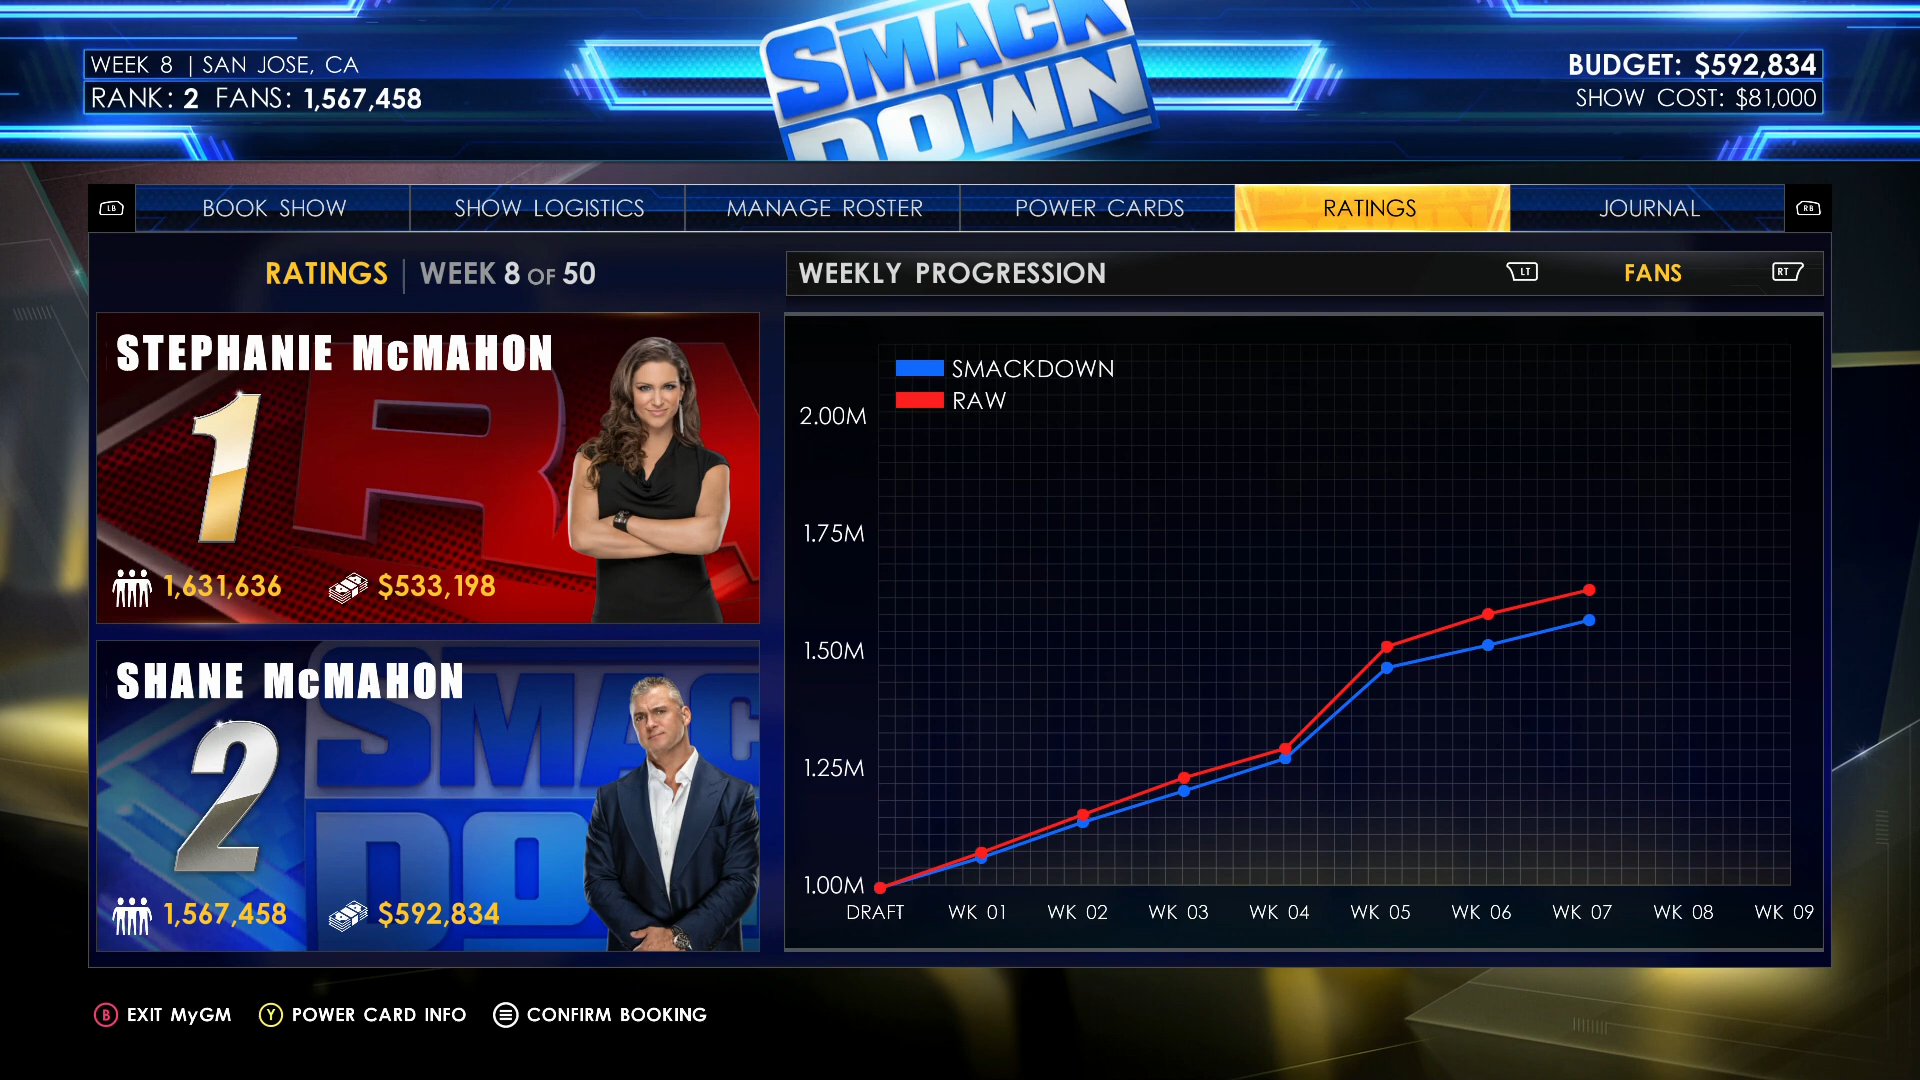 WEEK 8 | SAN JOSE, CA
RANK: 2 FANS: 1,567,458
SMACK
DOWN
BUDGET: $592,834
SHOW COST: $81,000
LB
BOOK SHOW
SHOW LOGISTICS
MANAGE ROSTER
POWER CARDS
RATINGS
JOURNAL
RB
RATINGS | WEEK 8 OF 50
STEPHANIE McMAHON
1
1,631,636
$533,198
SHANE McMAHON
2
1,567,458
$592,834
WEEKLY PROGRESSION
LT
FANS
RT
SMACKDOWN
RAW
2.00M
1.75M
1.50M
1.25M
1.00M
DRAFT
WK 01
WK 02
WK 03
WK 04
WK 05
WK 06
WK 07
WK 08
WK 09
B EXIT MyGM
Y POWER CARD INFO
CONFIRM BOOKING